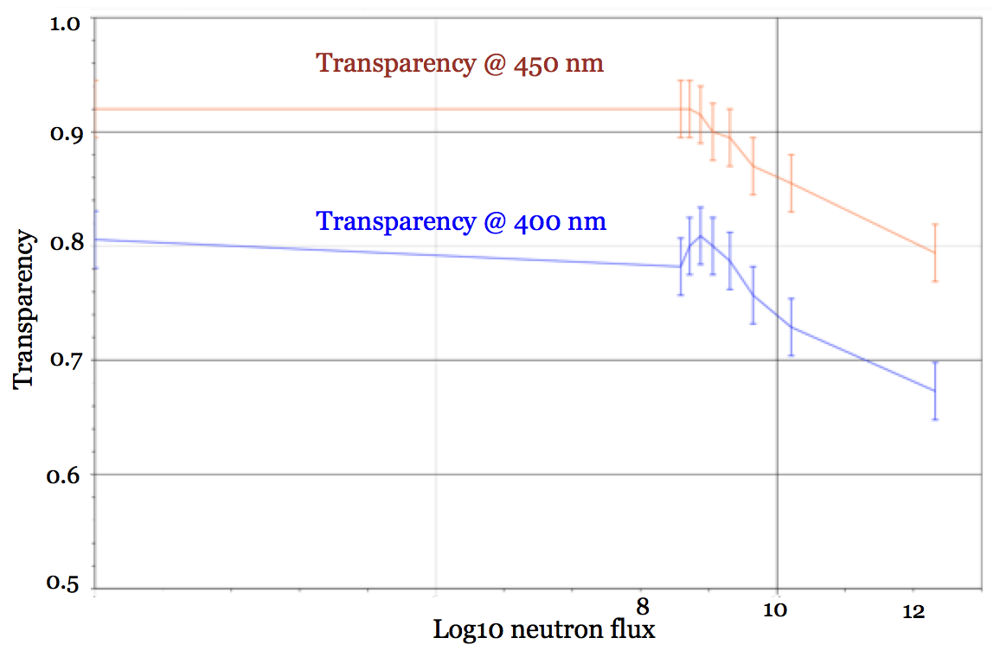 1.0
Transparency @ 450 nm
0.9
Transparency @ 400 nm
0.8
Transparency
0.7
0.6
0.5
8
10
12
Log10 neutron flux